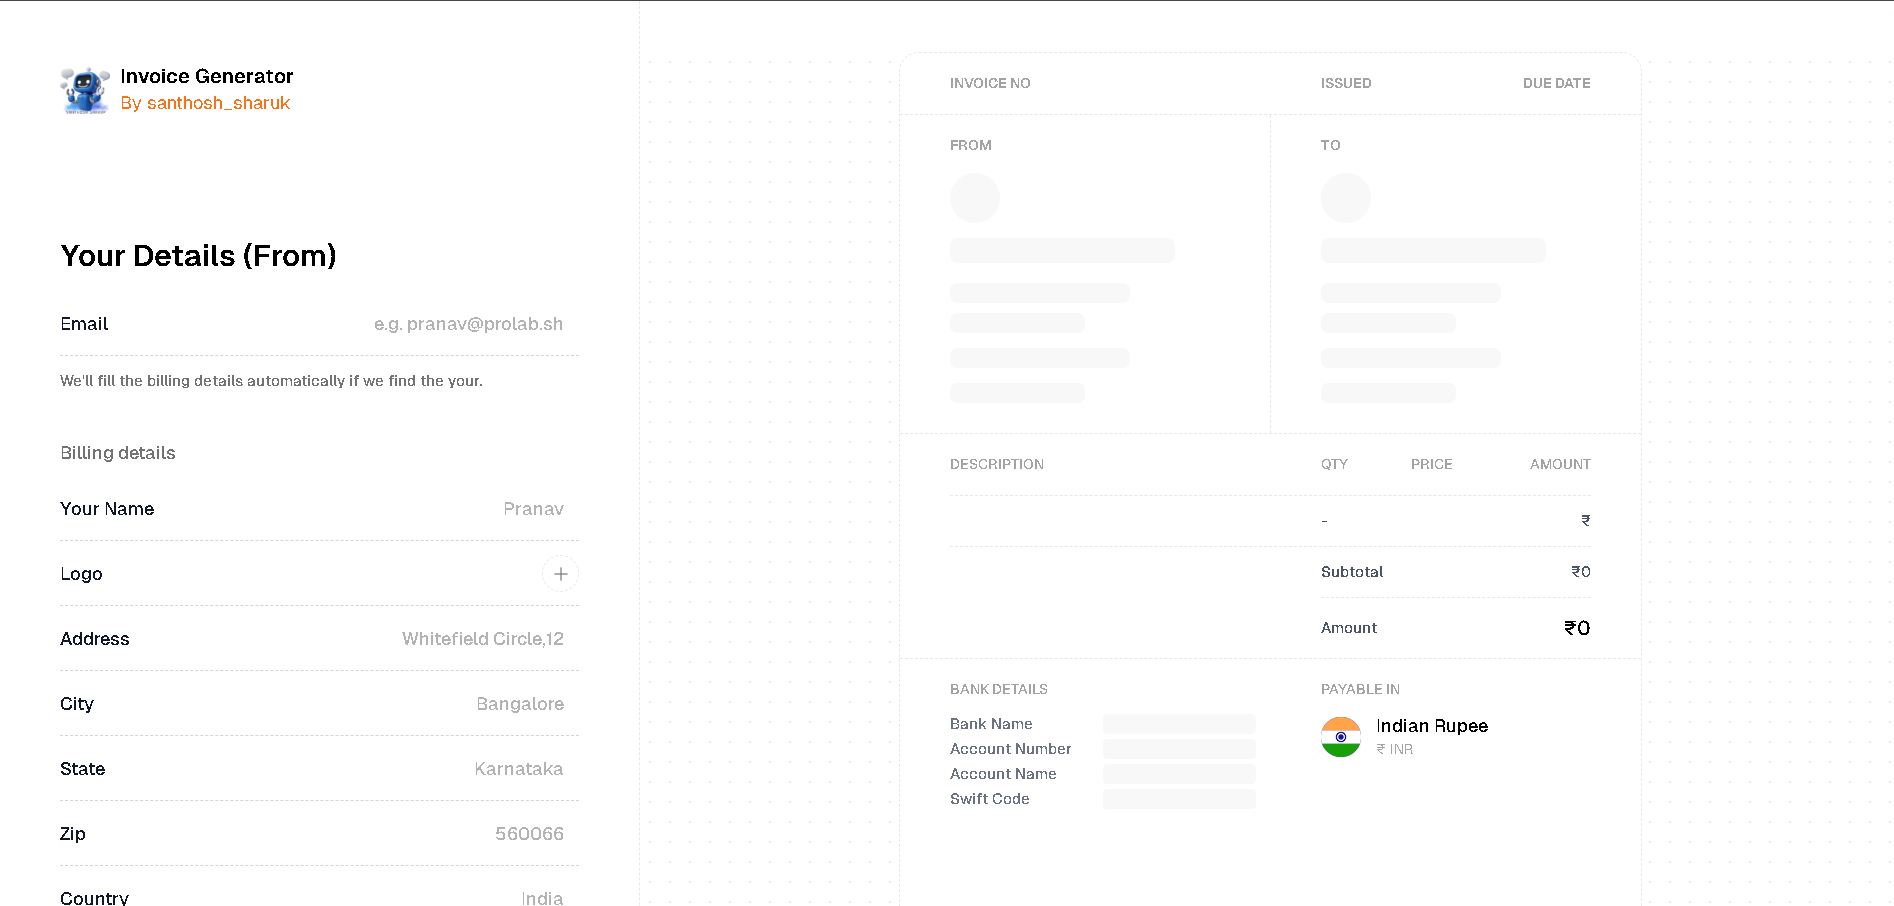 Invoice Generator
By santhosh_sharuk
Your Details (From)
Email e.g. pranav@prolab.sh
We'll fill the billing details automatically if we find the your.
Billing details
Your Name Pranav
Logo
Address Whitefield Circle,12
City Bangalore
State Karnataka
Zip 560066
Country India
INVOICE NO ISSUED DUE DATE
FROM TO
DESCRIPTION QTY PRICE AMOUNT
- ₹
Subtotal ₹0
Amount ₹0
BANK DETAILS
Bank Name
Account Number
Account Name
Swift Code
PAYABLE IN
Indian Rupee
₹ INR